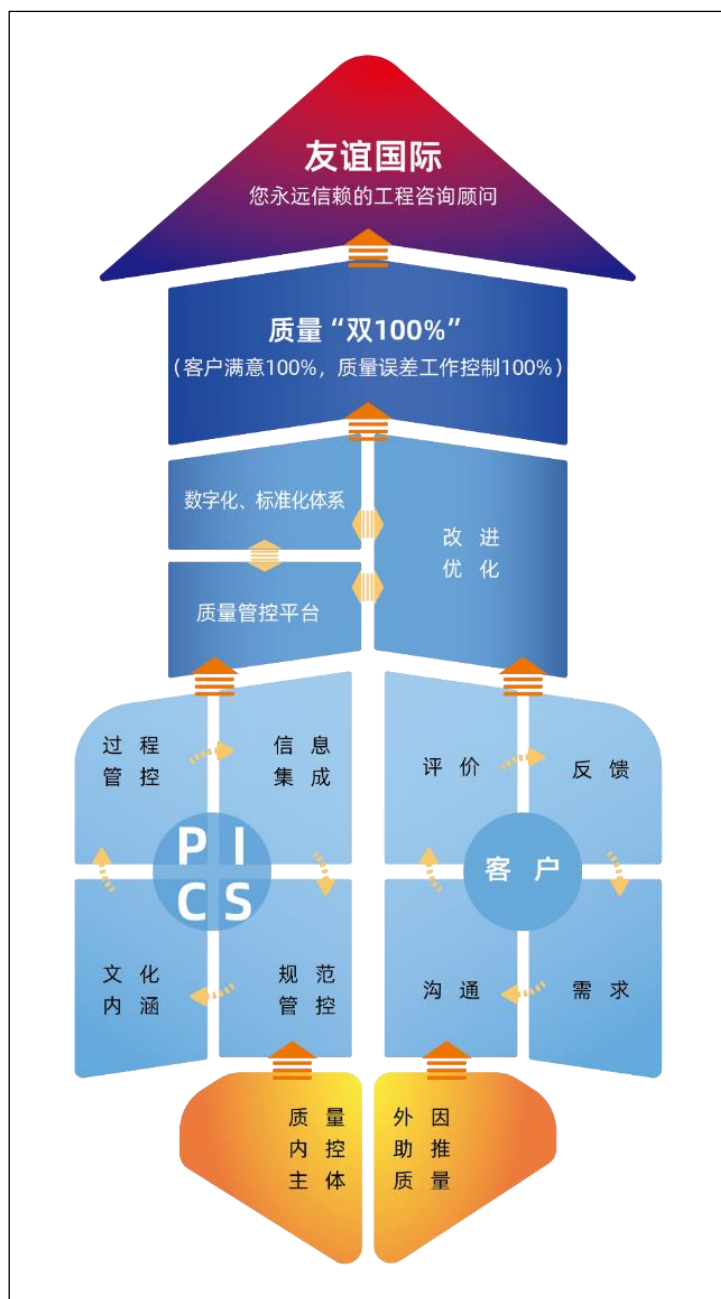 友谊国际
您永远信赖的工程咨询顾问
质量“双100%”
（客户满意100%，质量误差工作控制100%）
数字化、标准化体系
改 进
优 化
质量管控平台
过 程
管 控
信 息
集 成
P I
C S
文 化
内 涵
规 范
管 控
评 价
反 馈
客 户
沟 通
需 求
质 量
内 控
主 体
外 因
助 推
质 量